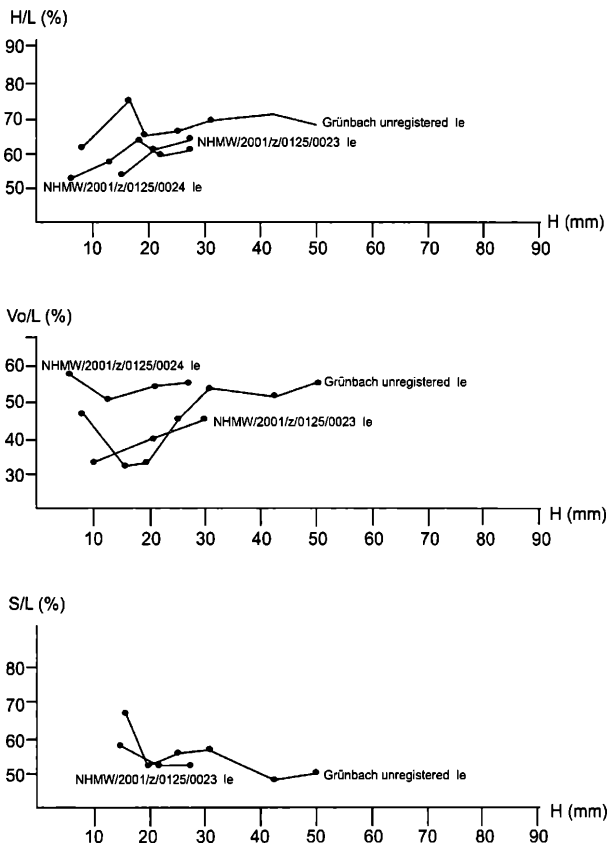 H/L (%)
90
80
70
60
50
Grünbach unregistered le
NHMW/2001/z/0125/0023 le
NHMW/2001/z/0125/0024 le
10 20 30 40 50 60 70 80 90
H (mm)
Vo/L (%)
60
50
40
30
NHMW/2001/z/0125/0024 le
Grünbach unregistered le
NHMW/2001/z/0125/0023 le
10 20 30 40 50 60 70 80 90
H (mm)
S/L (%)
80
70
60
50
NHMW/2001/z/0125/0023 le
Grünbach unregistered le
10 20 30 40 50 60 70 80 90
H (mm)